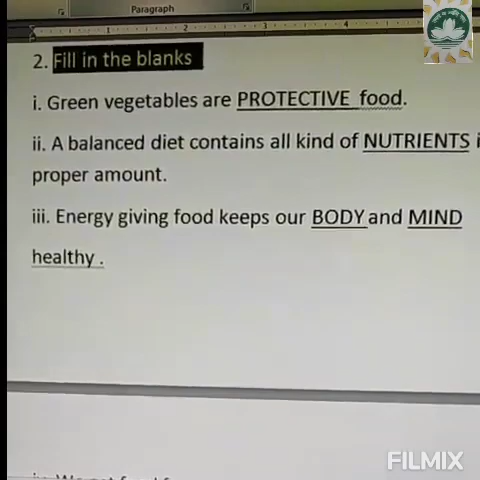 Paragraph
2. Fill in the blanks
i. Green vegetables are PROTECTIVE food.
ii. A balanced diet contains all kind of NUTRIENTS i
proper amount.
iii. Energy giving food keeps our BODY and MIND
healthy .
FILMIX